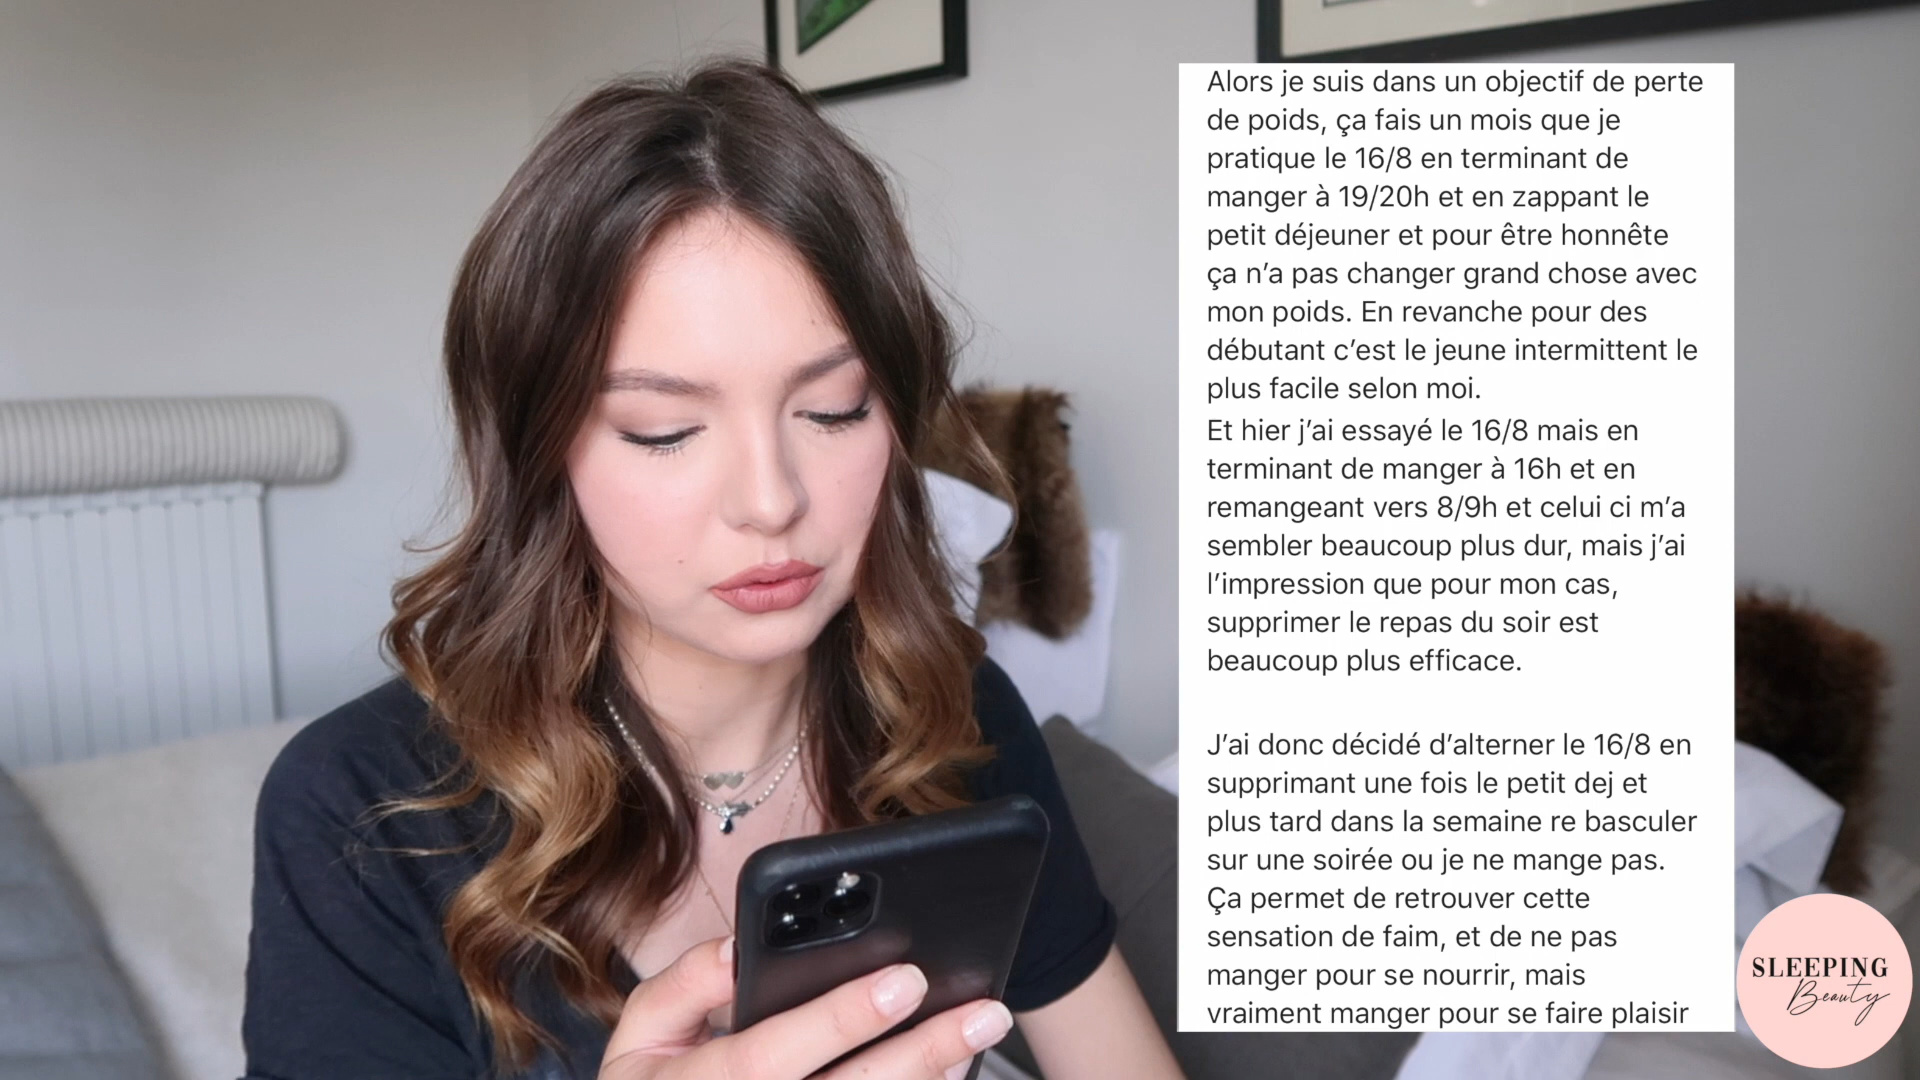 Alors je suis dans un objectif de perte
de poids, ça fais un mois que je
pratique le 16/8 en terminant de
manger à 19/20h et en zappant le
petit déjeuner et pour être honnête
ça n'a pas changer grand chose avec
mon poids. En revanche pour des
débutant c'est le jeune intermittent le
plus facile selon moi.
Et hier j'ai essayé le 16/8 mais en
terminant de manger à 16h et en
remangeant vers 8/9h et celui ci m'a
sembler beaucoup plus dur, mais j'ai
l'impression que pour mon cas,
supprimer le repas du soir est
beaucoup plus efficace.
J'ai donc décidé d'alterner le 16/8 en
supprimant une fois le petit dej et
plus tard dans la semaine re basculer
sur une soirée ou je ne mange pas.
Ça permet de retrouver cette
sensation de faim, et de ne pas
manger pour se nourrir, mais
vraiment manger pour se faire plaisir
SLEEPING
Beauty